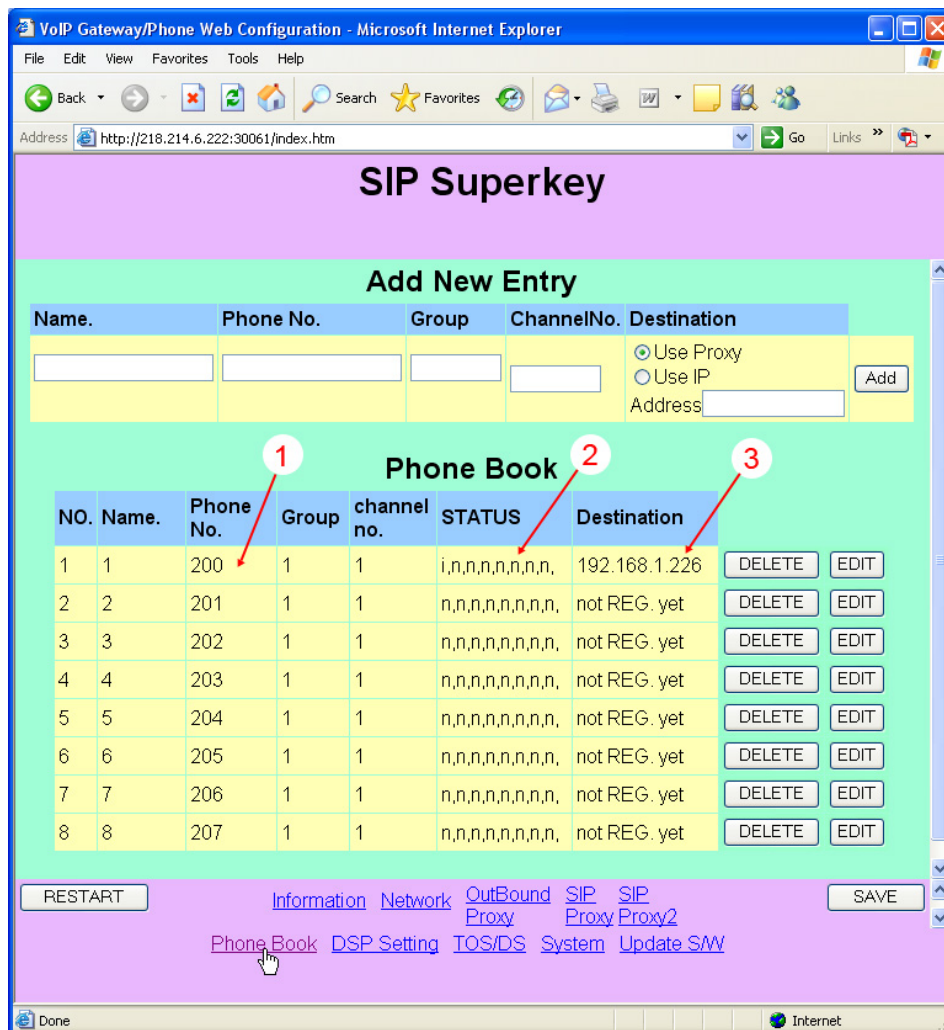 VoIP Gateway/Phone Web Configuration - Microsoft Internet Explorer
File Edit View Favorites Tools Help
Back Search Favorites W
Address http://218.214.6.222:30061/index.htm Go Links »
SIP Superkey
Add New Entry
Name. Phone No. Group ChannelNo. Destination
Use Proxy
Use IP
Address
Add
1 2 3
Phone Book
NO. Name. Phone No. Group channel no. STATUS Destination
1 1 200 1 1 i,n,n,n,n,n,n,n, 192.168.1.226 DELETE EDIT
2 2 201 1 1 n,n,n,n,n,n,n,n, not REG. yet DELETE EDIT
3 3 202 1 1 n,n,n,n,n,n,n,n, not REG. yet DELETE EDIT
4 4 203 1 1 n,n,n,n,n,n,n,n, not REG. yet DELETE EDIT
5 5 204 1 1 n,n,n,n,n,n,n,n, not REG. yet DELETE EDIT
6 6 205 1 1 n,n,n,n,n,n,n,n, not REG. yet DELETE EDIT
7 7 206 1 1 n,n,n,n,n,n,n,n, not REG. yet DELETE EDIT
8 8 207 1 1 n,n,n,n,n,n,n,n, not REG. yet DELETE EDIT
RESTART Information Network OutBound Proxy SIP Proxy SIP Proxy2 SAVE
Phone Book DSP Setting TOS/DS System Update S/W
Done Internet